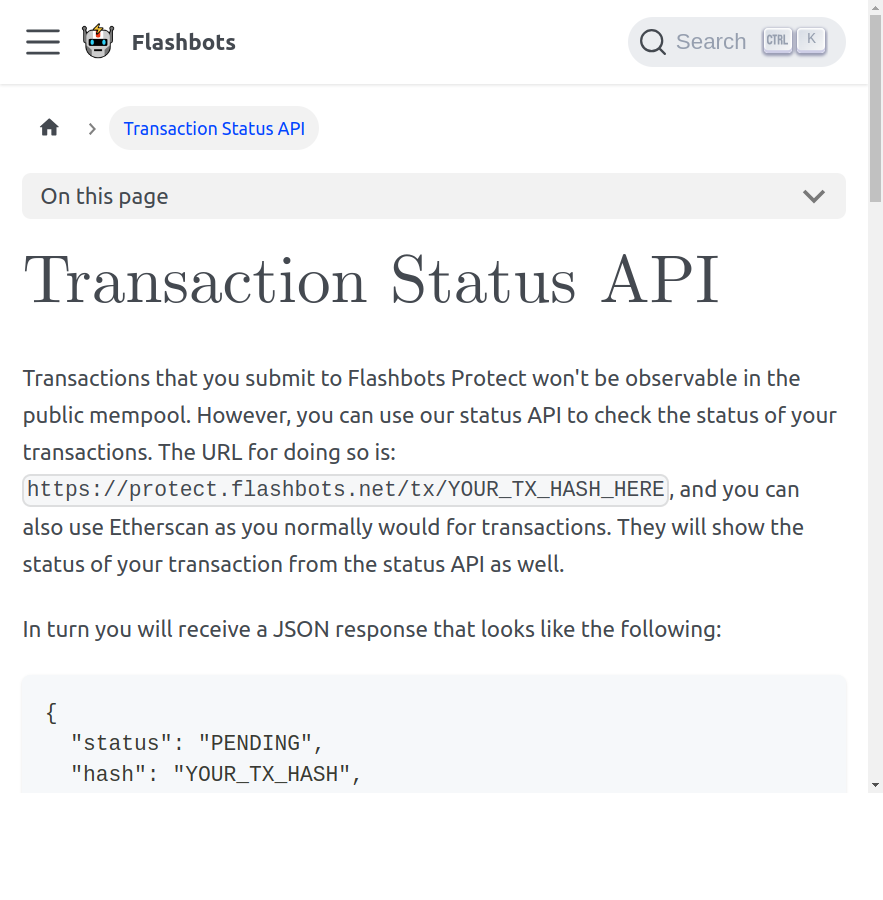 Flashbots
Search CTRL K
Transaction Status API
On this page
Transaction Status API
Transactions that you submit to Flashbots Protect won't be observable in the
public mempool. However, you can use our status API to check the status of your
transactions. The URL for doing so is:
https://protect.flashbots.net/tx/YOUR_TX_HASH_HERE, and you can
also use Etherscan as you normally would for transactions. They will show the
status of your transaction from the status API as well.
In turn you will receive a JSON response that looks like the following:
{
"status": "PENDING",
"hash": "YOUR_TX_HASH",